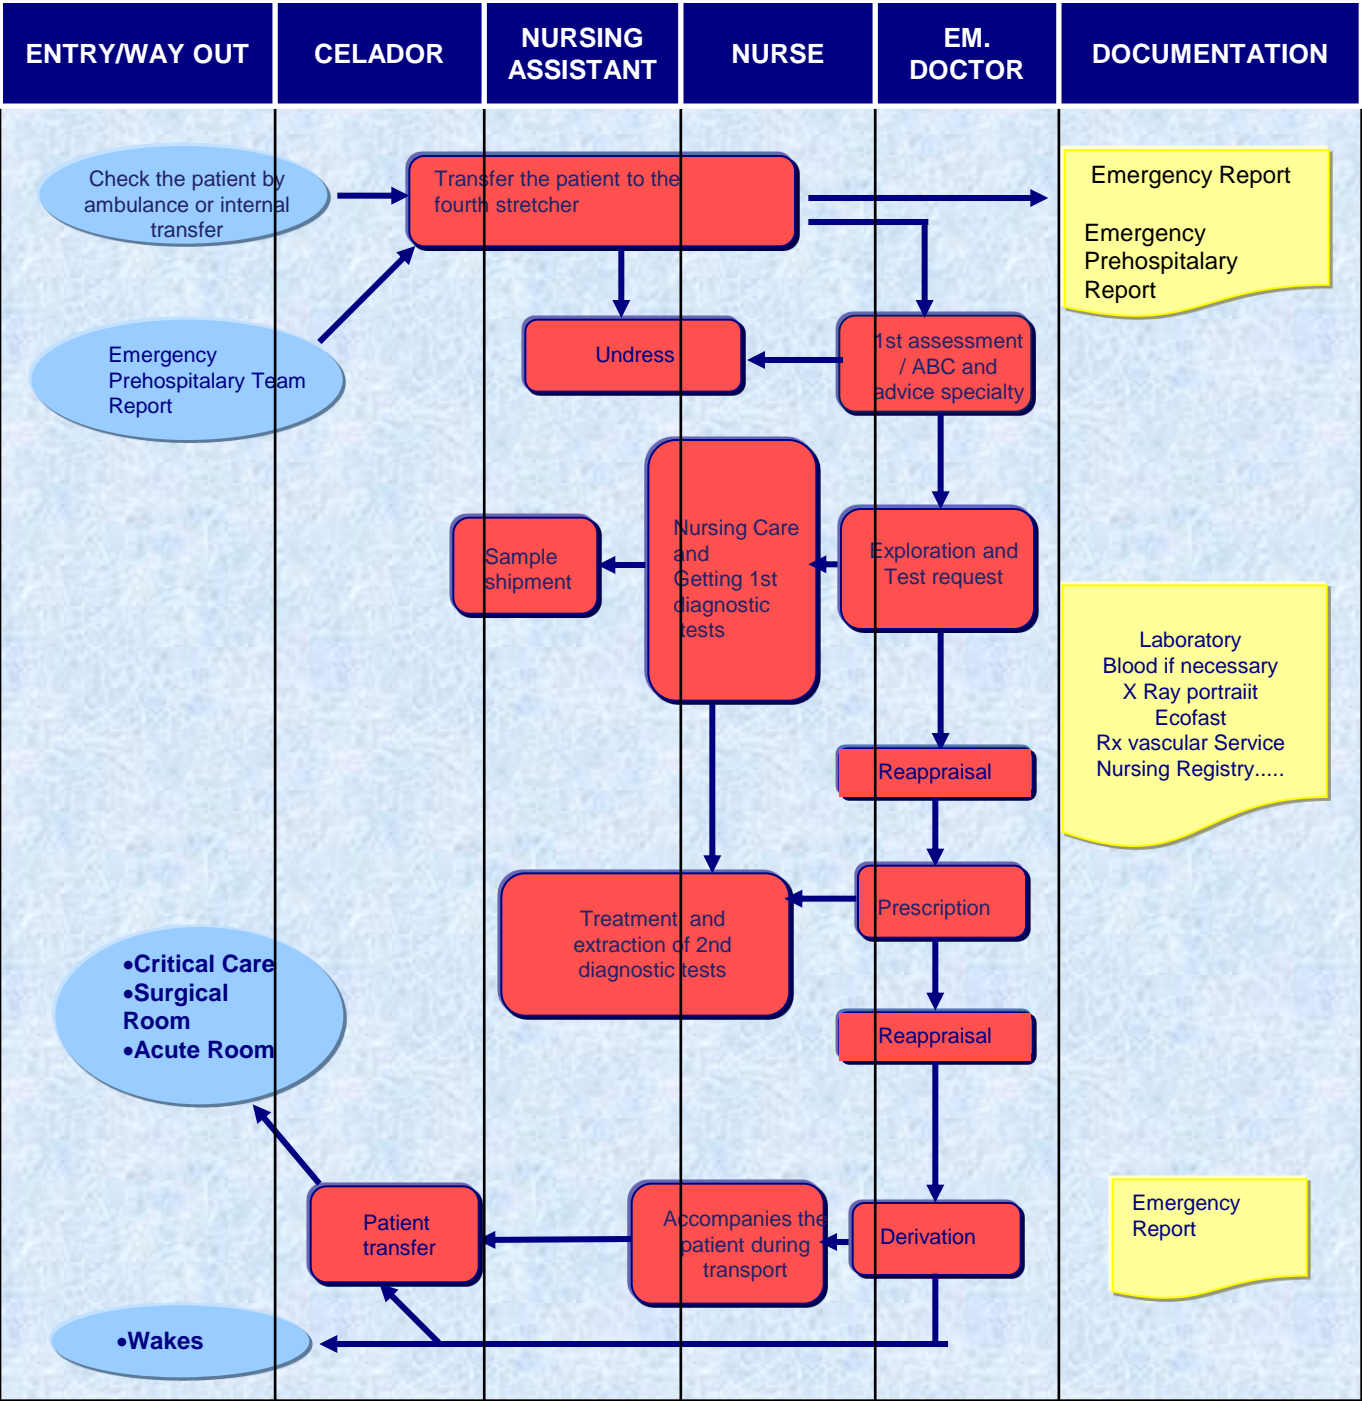 ENTRY/WAY OUT
CELADOR
NURSING
ASSISTANT
NURSE
EM.
DOCTOR
DOCUMENTATION
Check the patient by
ambulance or internal
transfer
Transfer the patient to the
fourth stretcher
Emergency Report
Emergency
Prehospitalary
Report
Emergency
Prehospitalary Team
Report
Undress
1st assessment
/ ABC and
advice specialty
Sample
shipment
Nursing Care
and
Getting 1st
diagnostic
tests
Exploration and
Test request
Laboratory
Blood if necessary
X Ray portraiit
Ecofast
Rx vascular Service
Nursing Registry.....
Reappraisal
Treatment and
extraction of 2nd
diagnostic tests
Prescription
•Critical Care
•Surgical
Room
•Acute Room
Reappraisal
Patient
transfer
Accompanies the
patient during
transport
Derivation
Emergency
Report
•Wakes